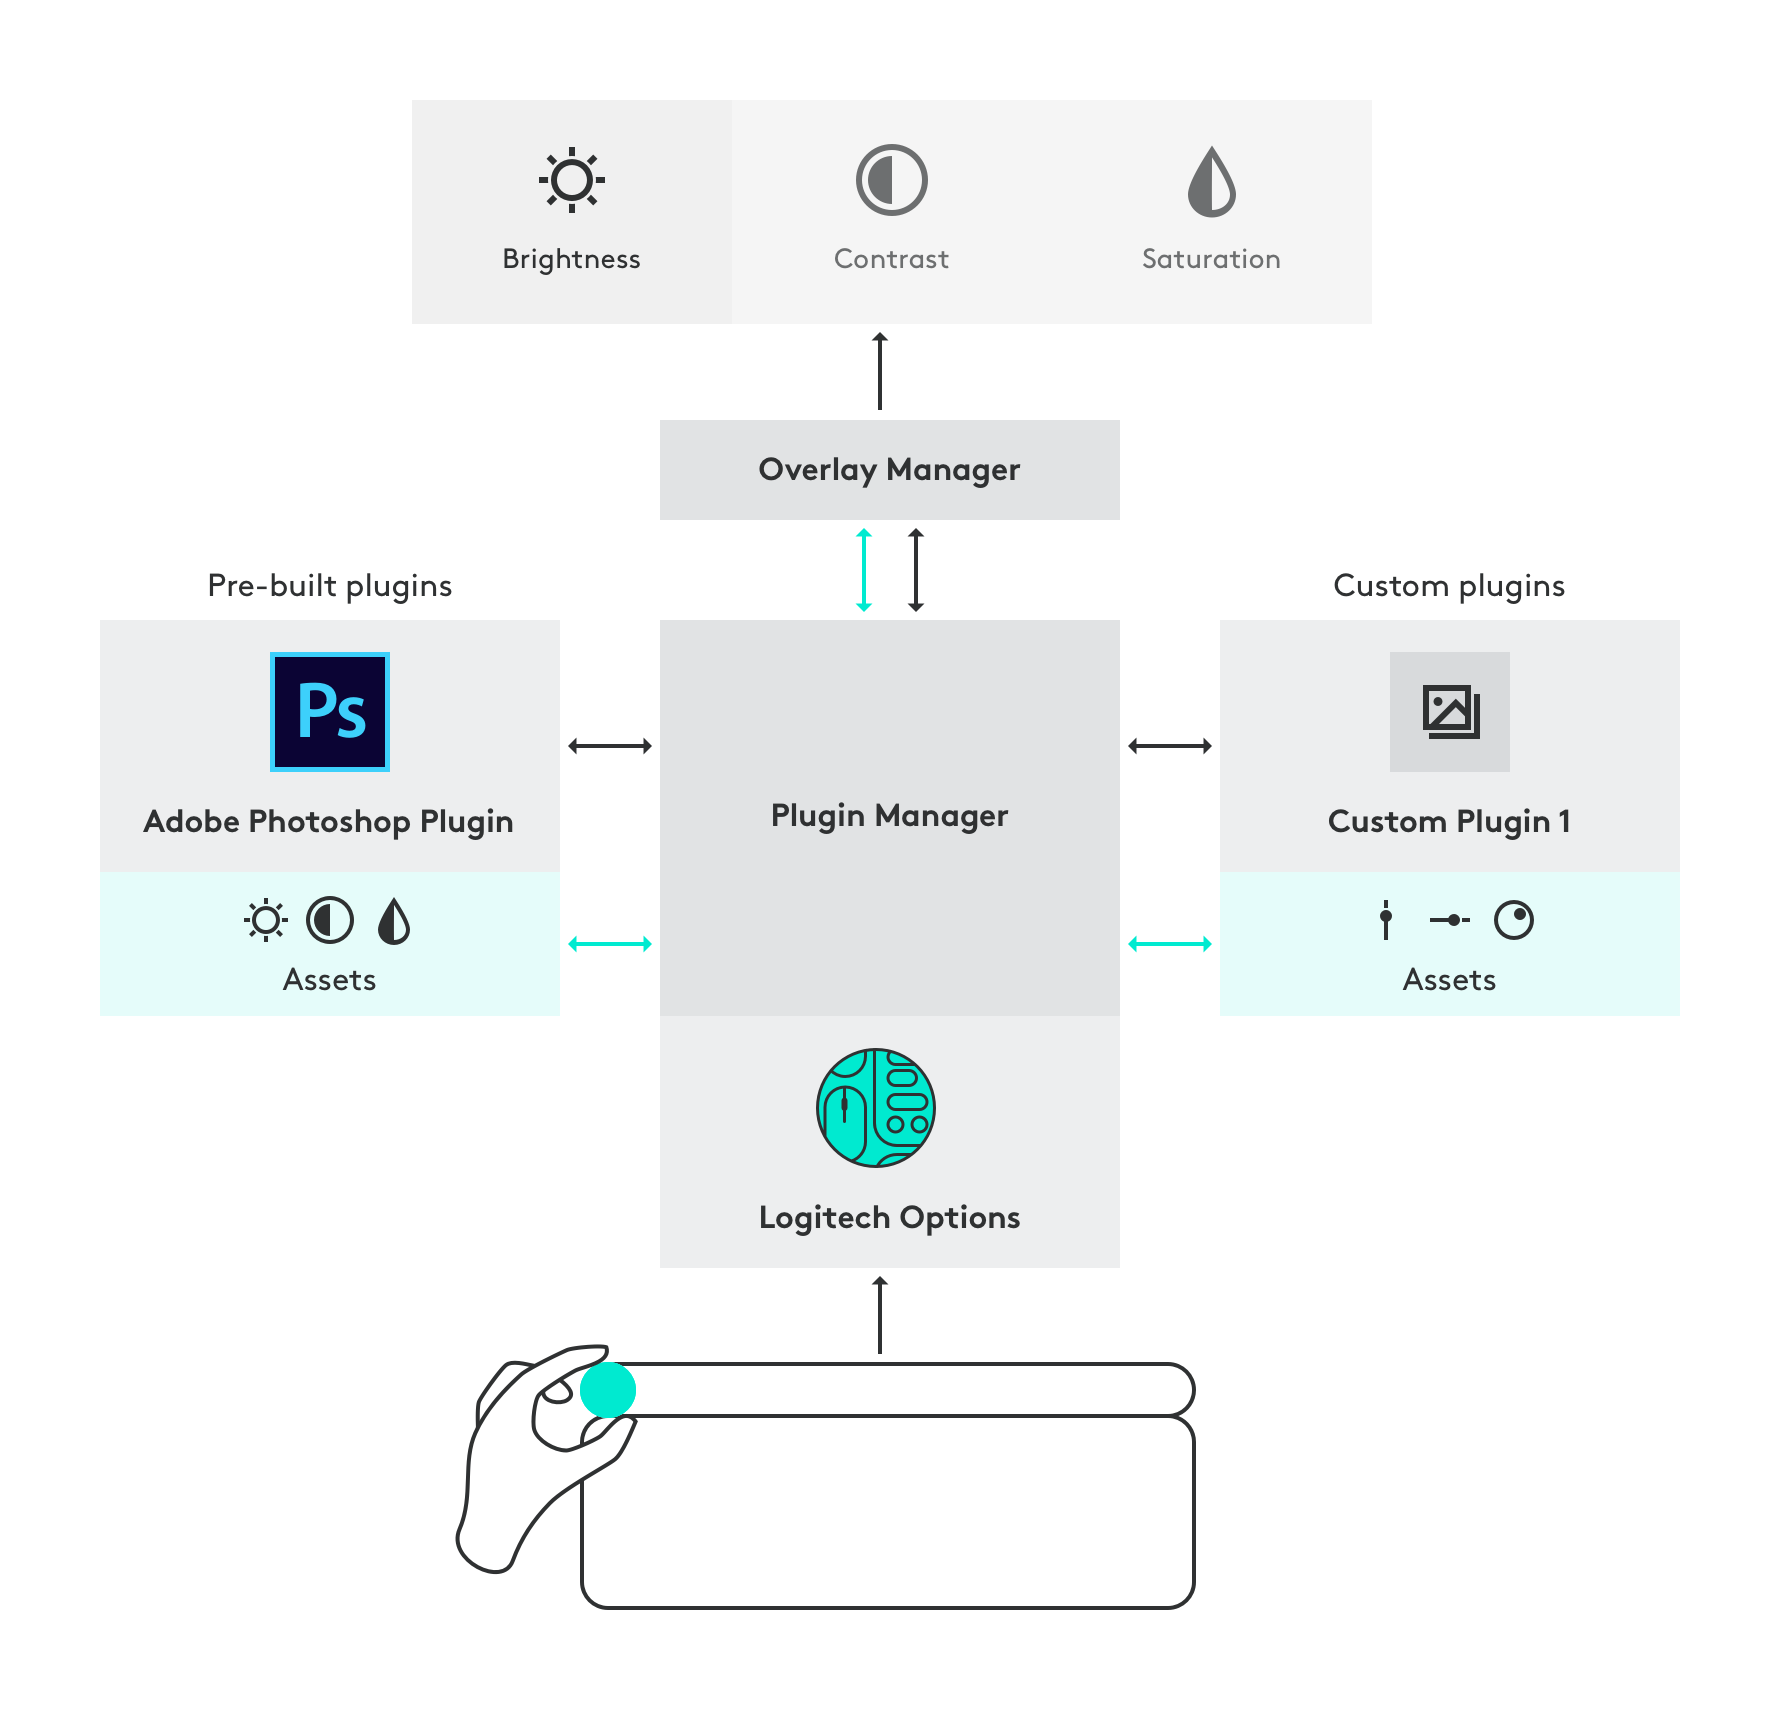 Brightness
Contrast
Saturation
Overlay Manager
Pre-built plugins
Custom plugins
Ps
Adobe Photoshop Plugin
Plugin Manager
Custom Plugin 1
Assets
Assets
Logitech Options